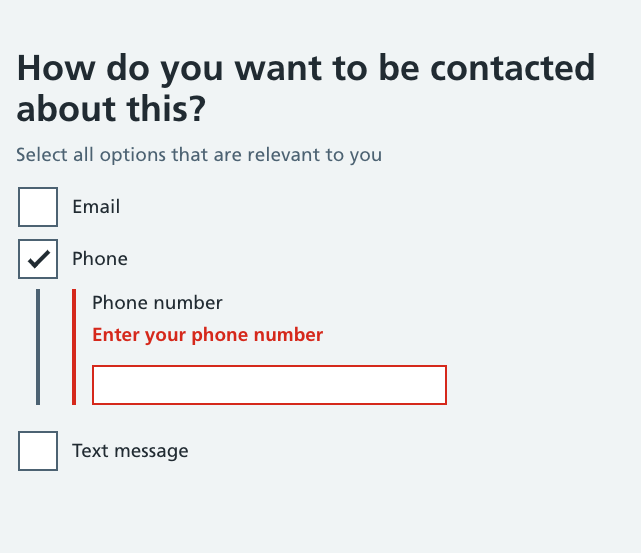 How do you want to be contacted
about this?
Select all options that are relevant to you
Email
Phone
Phone number
Enter your phone number
Text message